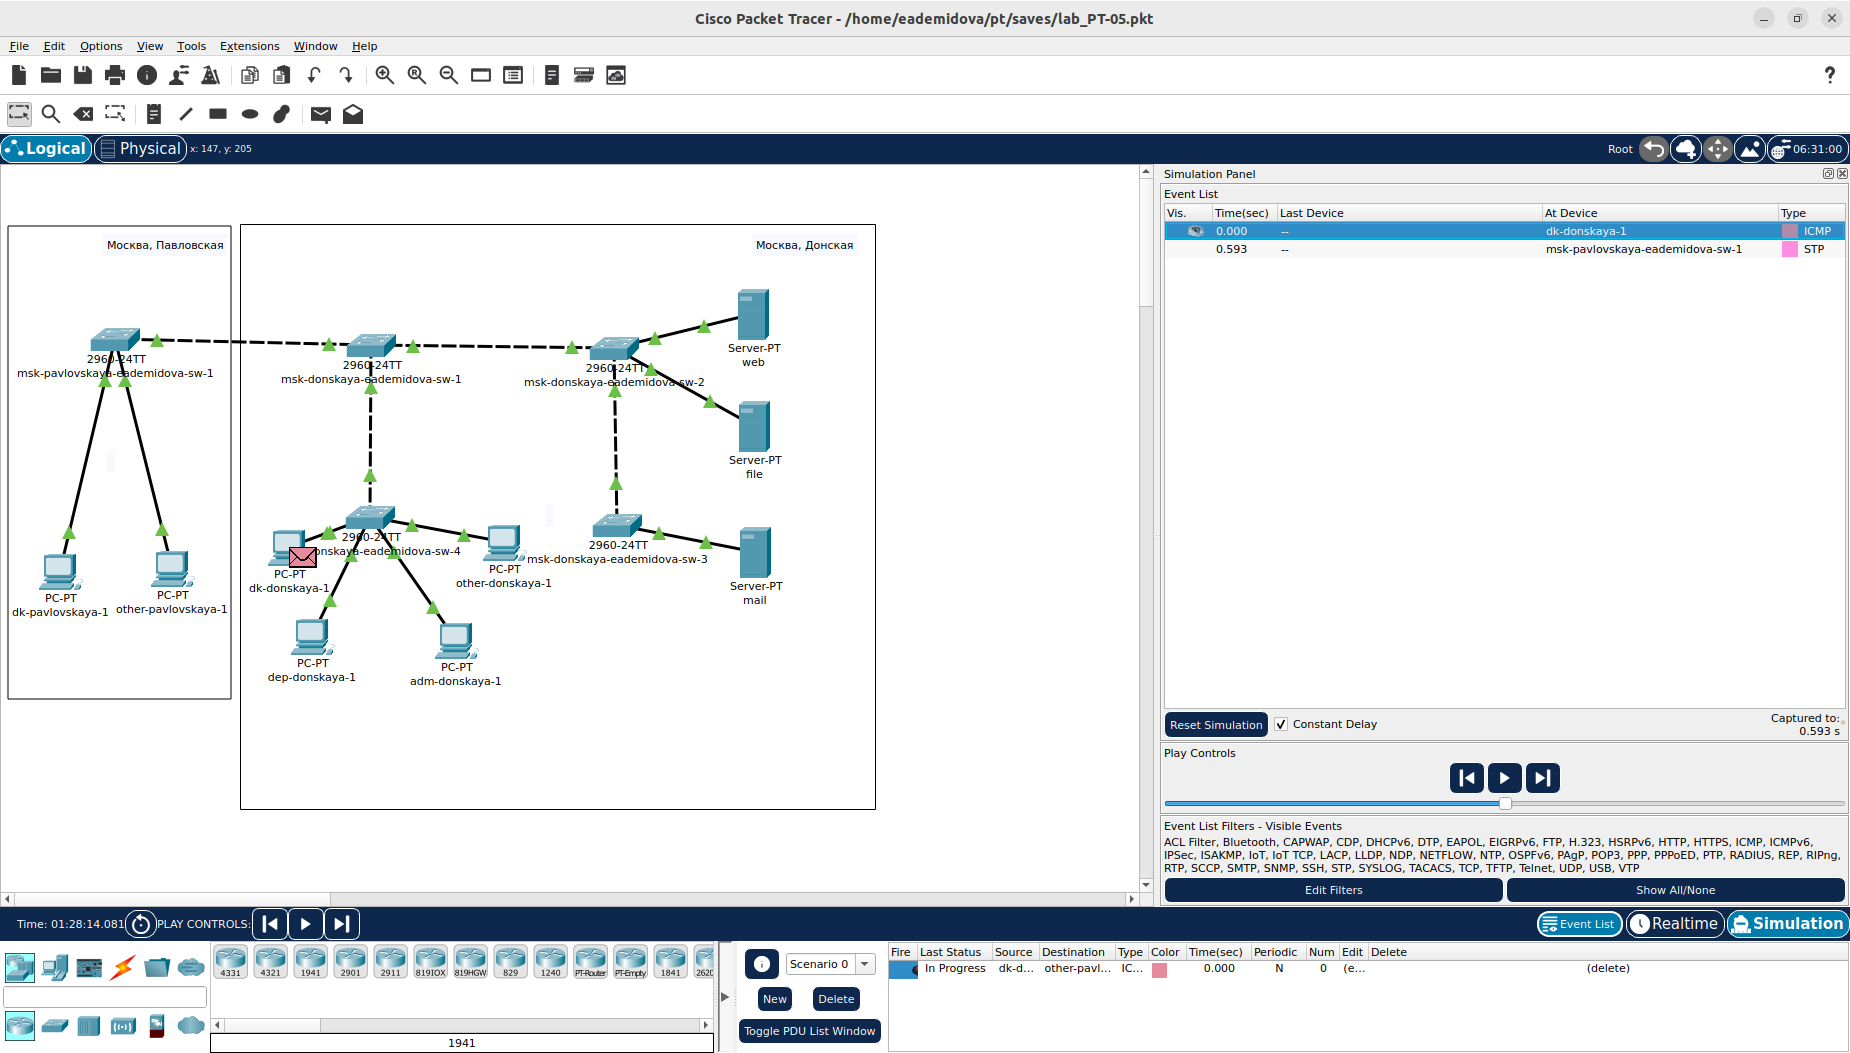 Cisco Packet Tracer - /home/eademidova/pt/saves/lab_PT-05.pkt
File Edit Options View Tools Extensions Window Help
Logical Physical x: 147, y: 205
Root 06:31:00
Москва, Павловская
Москва, Донская
2960-24TT
msk-pavlovskaya-eademidova-sw-1
2960-24TT
msk-donskaya-eademidova-sw-1
2960-24TT
msk-donskaya-eademidova-sw-2
Server-PT
web
Server-PT
file
2960-24TT
onskaya-eademidova-sw-4
2960-24TT
msk-donskaya-eademidova-sw-3
Server-PT
mail
PC-PT
dk-pavlovskaya-1
PC-PT
other-pavlovskaya-1
PC-PT
dk-donskaya-1
PC-PT
other-donskaya-1
PC-PT
dep-donskaya-1
PC-PT
adm-donskaya-1
Simulation Panel
Event List
Vis. Time(sec) Last Device At Device Type
0.000 -- dk-donskaya-1 ICMP
0.593 -- msk-pavlovskaya-eademidova-sw-1 STP
Reset Simulation Constant Delay
Captured to:
0.593 s
Play Controls
Event List Filters - Visible Events
ACL Filter, Bluetooth, CAPWAP, CDP, DHCPv6, DTP, EAPOL, EIGRPv6, FTP, H.323, HSRPv6, HTTP, HTTPS, ICMP, ICMPv6,
IPSec, ISAKMP, IoT, IoT TCP, LACP, LLDP, NDP, NETFLOW, NTP, OSPFv6, PAgP, POP3, PPP, PPPoED, PTP, RADIUS, REP, RIPng,
RTP, SCCP, SMTP, SNMP, SSH, STP, SYSLOG, TACACS, TCP, TFTP, Telnet, UDP, USB, VTP
Edit Filters Show All/None
Time: 01:28:14.081 PLAY CONTROLS:
Event List Realtime Simulation
4331 4321 1941 2901 2911 819IOX 819HGW 829 1240 PT-Router PT-Empty 1841 2620
1941
Scenario 0
New Delete
Toggle PDU List Window
Fire Last Status Source Destination Type Color Time(sec) Periodic Num Edit Delete
In Progress dk-d... other-pavl... IC... 0.000 N 0 (e... (delete)